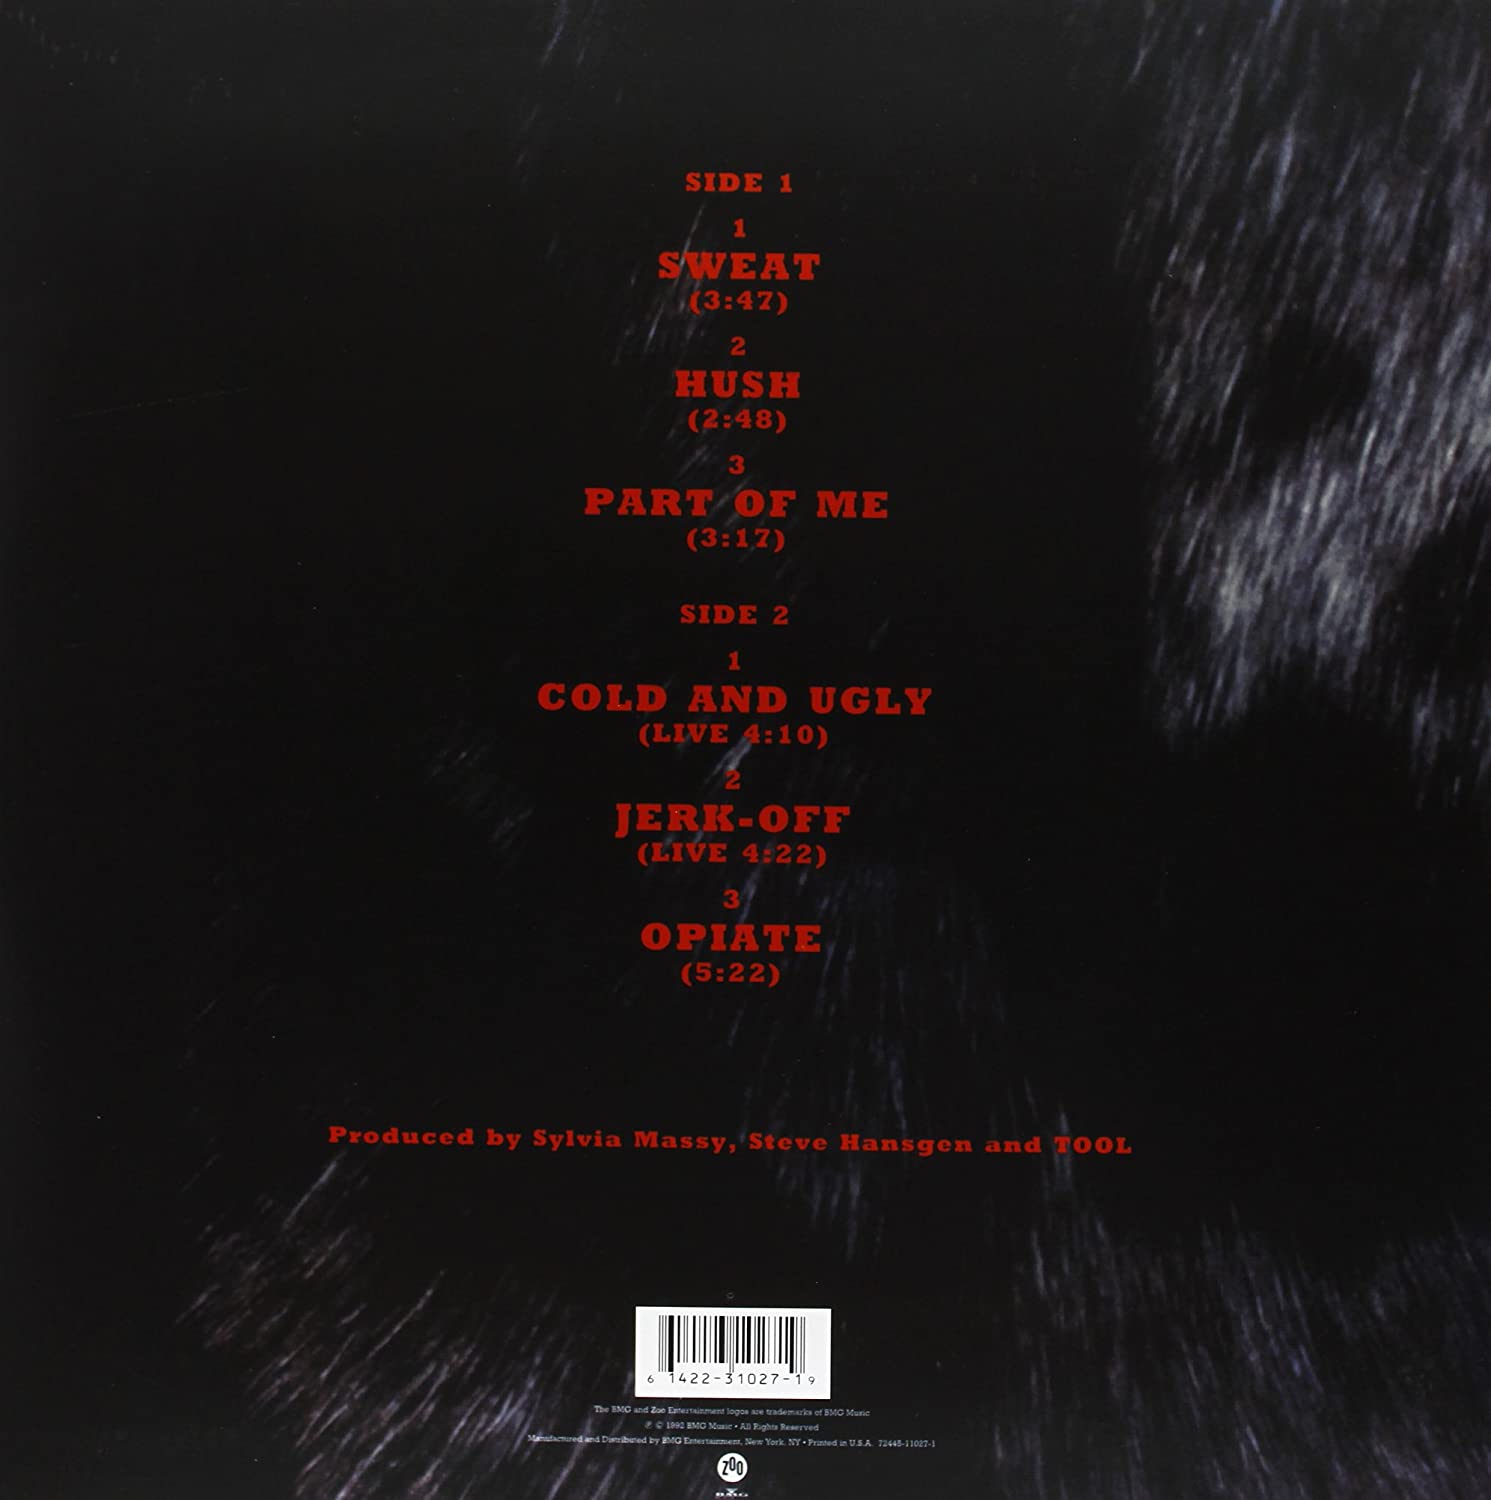 SIDE 1
1
SWEAT
(3:47)
2
HUSH
(2:48)
3
PART OF ME
(3:17)
SIDE 2
1
COLD AND UGLY
(LIVE 4:10)
2
JERK-OFF
(LIVE 4:22)
3
OPIATE
(5:22)
Produced by Sylvia Massy, Steve Hansgen and TOOL
6 14422-31027-1 9
The BMG and Zoo Entertainment logos are trademarks of BMG Music
℗ © 1992 BMG Music • All Rights Reserved
Manufactured and Distributed by BMG Entertainment, New York, NY • Printed in U.S.A. 72445-11027-1
ZOO
BMG